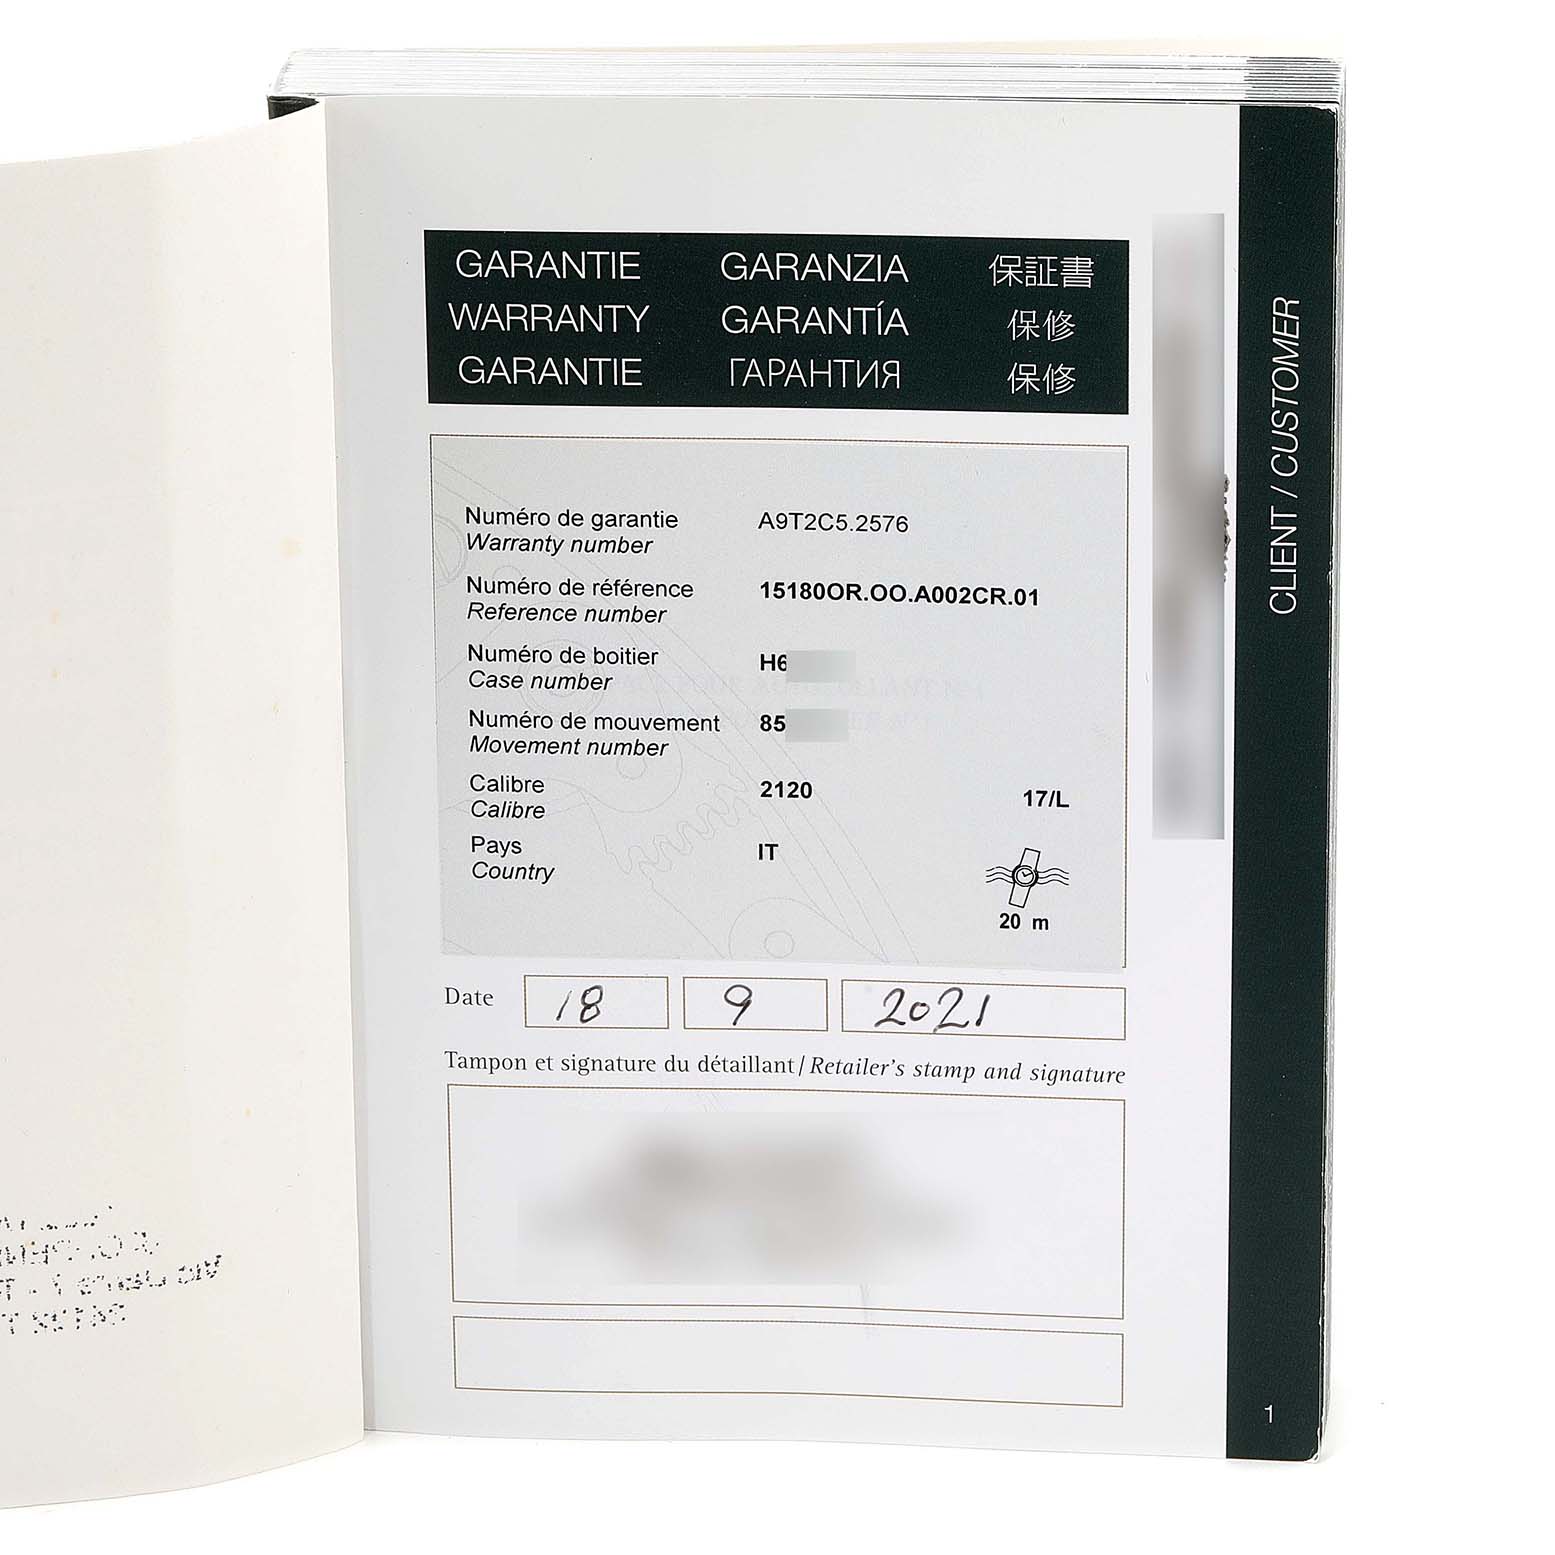 GARANTIE GARANZIA 保証書
WARRANTY GARANTÍA 保修
GARANTIE ГАРАНТИЯ 保修
CLIENT / CUSTOMER
Numéro de garantie A9T2C5.2576
Warranty number
Numéro de référence 15180OR.OO.A002CR.01
Reference number
Numéro de boitier H6
Case number
Numéro de mouvement 85
Movement number
Calibre 2120 17/L
Calibre
Pays IT
Country
20 m
Date 18 9 2021
Tampon et signature du détaillant / Retailer's stamp and signature
1